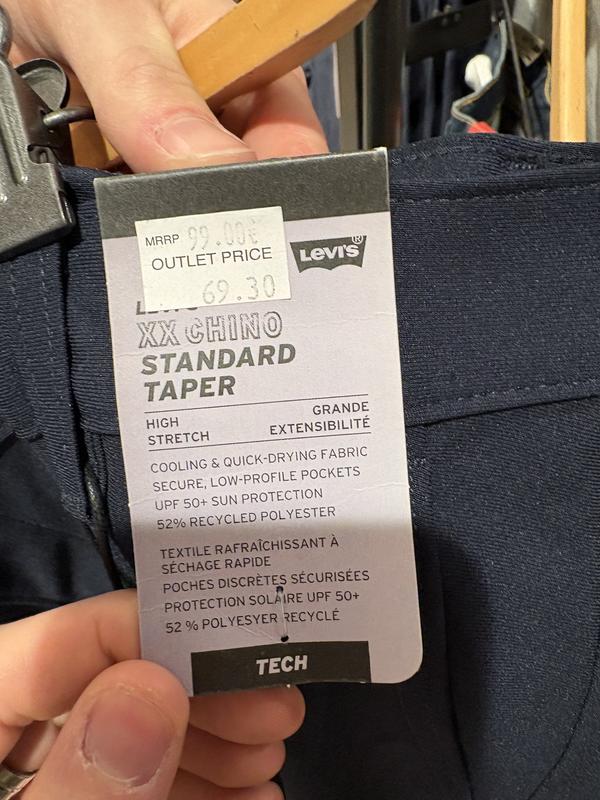 MRRP 99.00€
OUTLET PRICE
69.30
LEVI'S®
LEVI'S
XX CHINO
STANDARD
TAPER
HIGH STRETCH
GRANDE EXTENSIBILITÉ
COOLING & QUICK-DRYING FABRIC
SECURE, LOW-PROFILE POCKETS
UPF 50+ SUN PROTECTION
52% RECYCLED POLYESTER
TEXTILE RAFRAÎCHISSANT À
SÉCHAGE RAPIDE
POCHES DISCRÈTES SÉCURISÉES
PROTECTION SOLAIRE UPF 50+
52 % POLYESYER RECYCLÉ
TECH